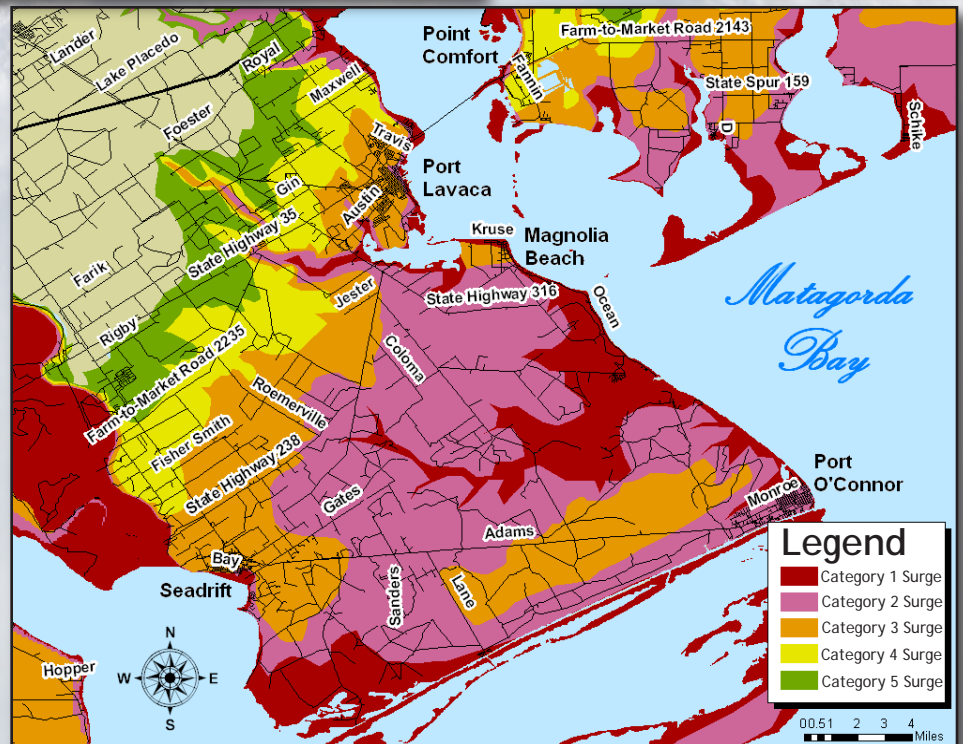 Lander
Lake Placedo
Royal
Maxwell
Foester
Point
Comfort
Fannin
Farm-to-Market Road 2143
State Spur 159
D
Schike
Travis
Port
Lavaca
Gin
Austin
State Highway 35
Kruse
Magnolia
Beach
Farik
Jester
State Highway 316
Ocean
Matagorda
Bay
Rigby
Coloma
Farm-to-Market Road 2235
Roemerville
Fisher Smith
State Highway 238
Gates
Port
O'Connor
Monroe
Adams
Bay
Seadrift
Sanders
Lane
Hopper
N
W
E
S
Legend
Category 1 Surge
Category 2 Surge
Category 3 Surge
Category 4 Surge
Category 5 Surge
0 0.5 1 2 3 4
Miles